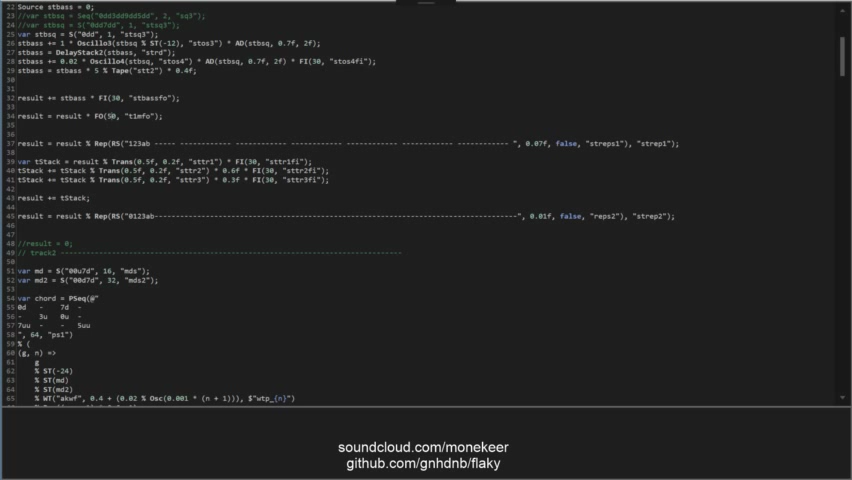 22 Source stbass = 0;
23 //var stbsq = Seq("0dd3dd9dd5dd", 2, "sq3");
24 //var stbsq = S("0dd7dd", 1, "stsq3");
25 var stbsq = S("0dd", 1, "stsq3");
26 stbass += 1 * Oscillo3(stbsq % ST(-12), "stos3") * AD(stbsq, 0.7f, 2f);
27 stbass = DelayStack2(stbass, "strd");
28 stbass += 0.02 * Oscillo4(stbsq, "stos4") * AD(stbsq, 0.7f, 2f) * FI(30, "stos4fi");
29 stbass = stbass * 5 % Tape("stt2") * 0.4f;
30
31
32 result += stbass * FI(30, "stbassfo");
33
34 result = result * FO(50, "t1mfo");
35
36
37 result = result % Rep(RS("123ab ----- ------------ ------------ ------------ ------------ ------------ ------------ ", 0.07f, false, "streps1"), "strep1");
38
39 var tStack = result % Trans(0.5f, 0.2f, "sttr1") * FI(30, "sttr1fi");
40 tStack += tStack % Trans(0.5f, 0.2f, "sttr2") * 0.6f * FI(30, "sttr2fi");
41 tStack += tStack % Trans(0.5f, 0.2f, "sttr3") * 0.3f * FI(30, "sttr3fi");
42
43 result += tStack;
44
45 result = result % Rep(RS("0123ab---------------------------------------------------------------------------------------", 0.01f, false, "reps2"), "strep2");
46
47
48 //result = 0;
49 // track2 ----------------------------------------------------------------------------------
50
51 var md = S("00u7d", 16, "mds");
52 var md2 = S("00d7d", 32, "mds2");
53
54 var chord = PSeq(@"
55 0d - 7d -
56 - 3u 0u -
57 7uu - - 5uu
58 ", 64, "ps1")
59 % (
60 (g, n) =>
61 g
62 % ST(-24)
63 % ST(md)
64 % ST(md2)
65 % WT("akwf", 0.4 + (0.02 % Osc(0.001 * (n + 1))), $"wtp_{n}")
soundcloud.com/monekeer
github.com/gnhdnb/flaky